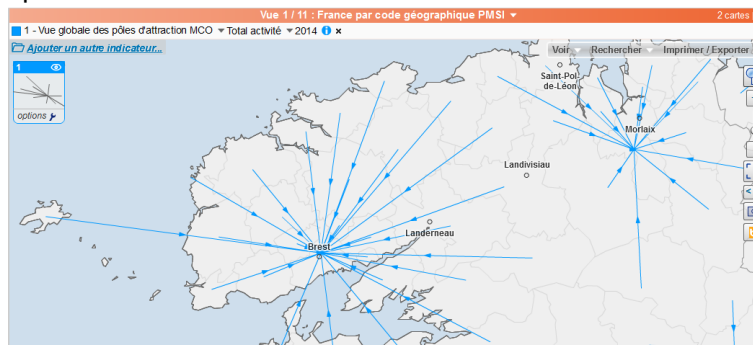 Vue 1 / 11 : France par code géographique PMSI
2 cartes
1 - Vue globale des pôles d'attraction MCO Total activité 2014
Ajouter un autre indicateur...
Voir Rechercher Imprimer / Exporter
1
options
Saint-Pol
de-Léon
Morlaix
Landivisiau
Landerneau
Brest